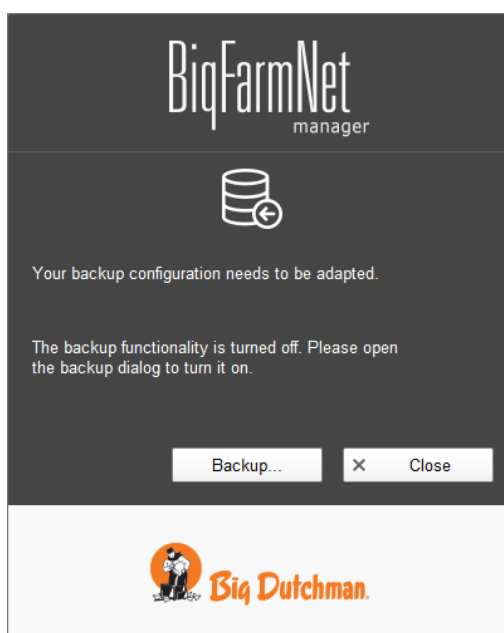 BigFarmNet
manager
Your backup configuration needs to be adapted.
The backup functionality is turned off. Please open
the backup dialog to turn it on.
Backup...
Close
Big Dutchman.